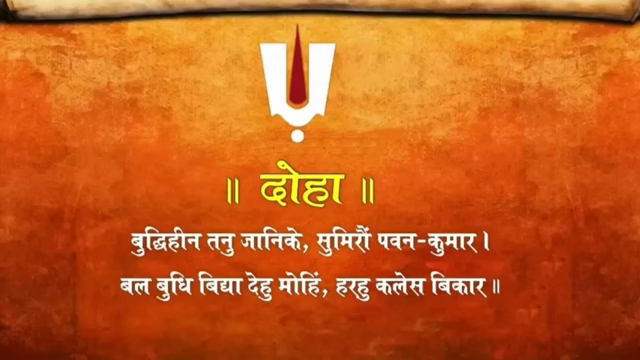 ॥ दोहा ॥
बुद्धिहीन तनु जानिके, सुमिरौं पवन-कुमार।
बल बुधि बिद्या देहु मोहिं, हरहु कलेस बिकार॥